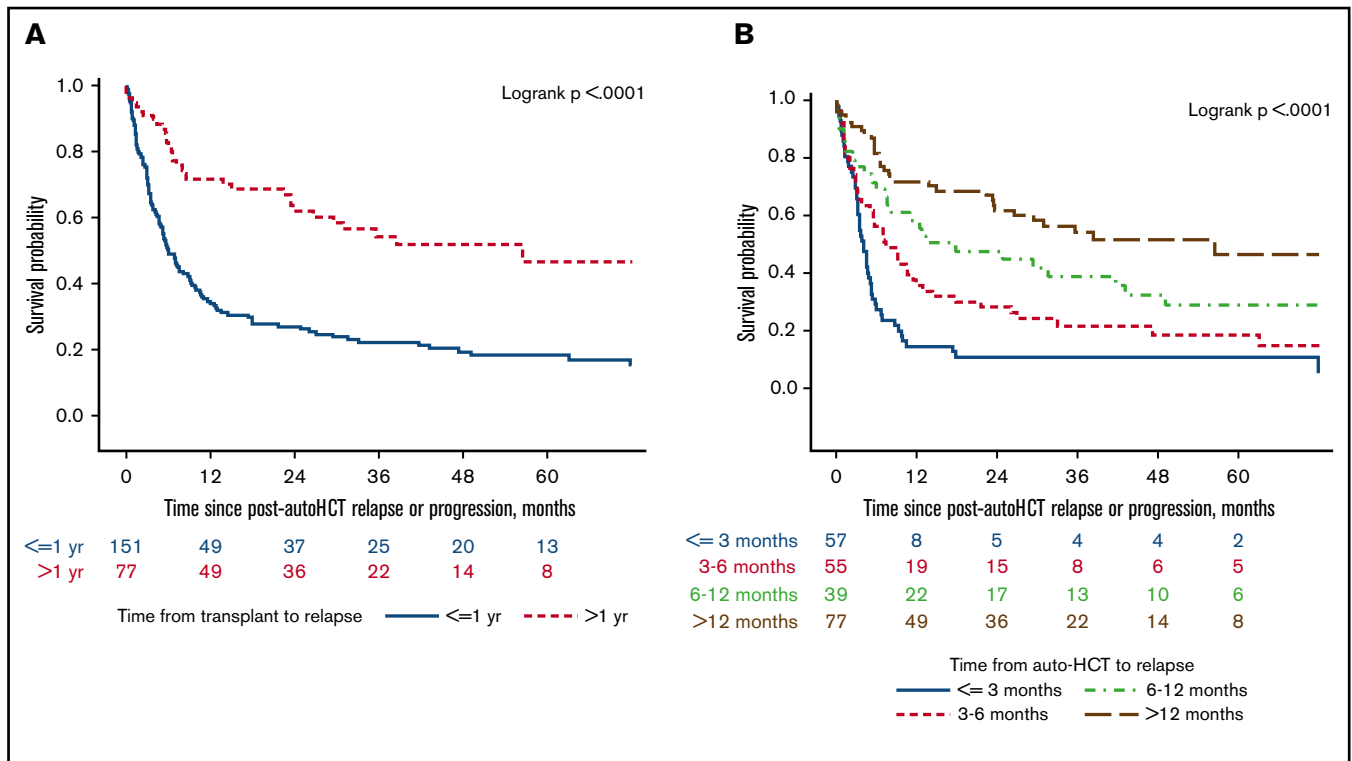 A
Logrank p <.0001
Survival probability
1.0
0.8
0.6
0.4
0.2
0.0
0 12 24 36 48 60
Time since post-autoHCT relapse or progression, months
<=1 yr 151 49 37 25 20 13
>1 yr 77 49 36 22 14 8
Time from transplant to relapse <=1 yr >1 yr
B
Logrank p <.0001
Survival probability
1.0
0.8
0.6
0.4
0.2
0.0
0 12 24 36 48 60
Time since post-autoHCT relapse or progression, months
<= 3 months 57 8 5 4 4 2
3-6 months 55 19 15 8 6 5
6-12 months 39 22 17 13 10 6
>12 months 77 49 36 22 14 8
Time from auto-HCT to relapse
<= 3 months 6-12 months
3-6 months >12 months